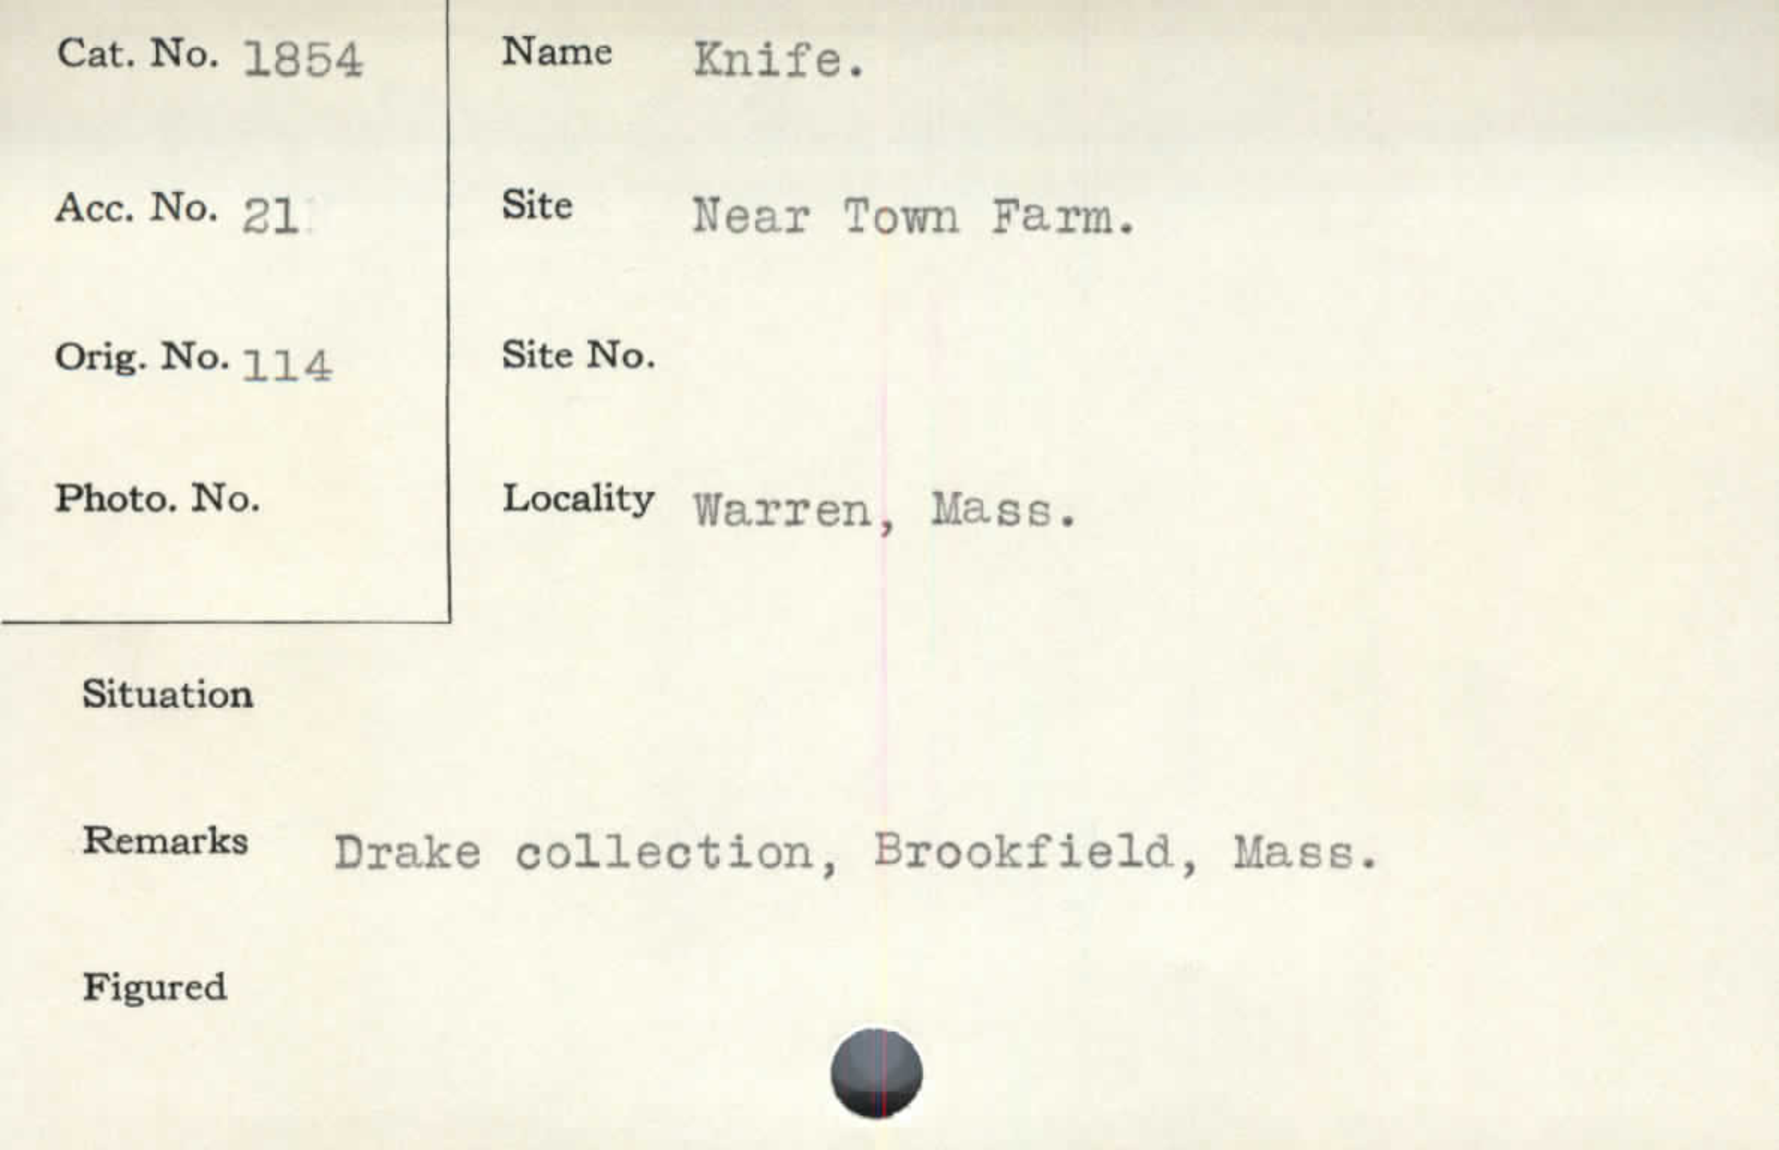 Cat. No. 1854
Acc. No. 21
Orig. No. 114
Photo. No.
Name Knife.
Site Near Town Farm.
Site No.
Locality Warren, Mass.
Situation
Remarks Drake collection, Brookfield, Mass.
Figured